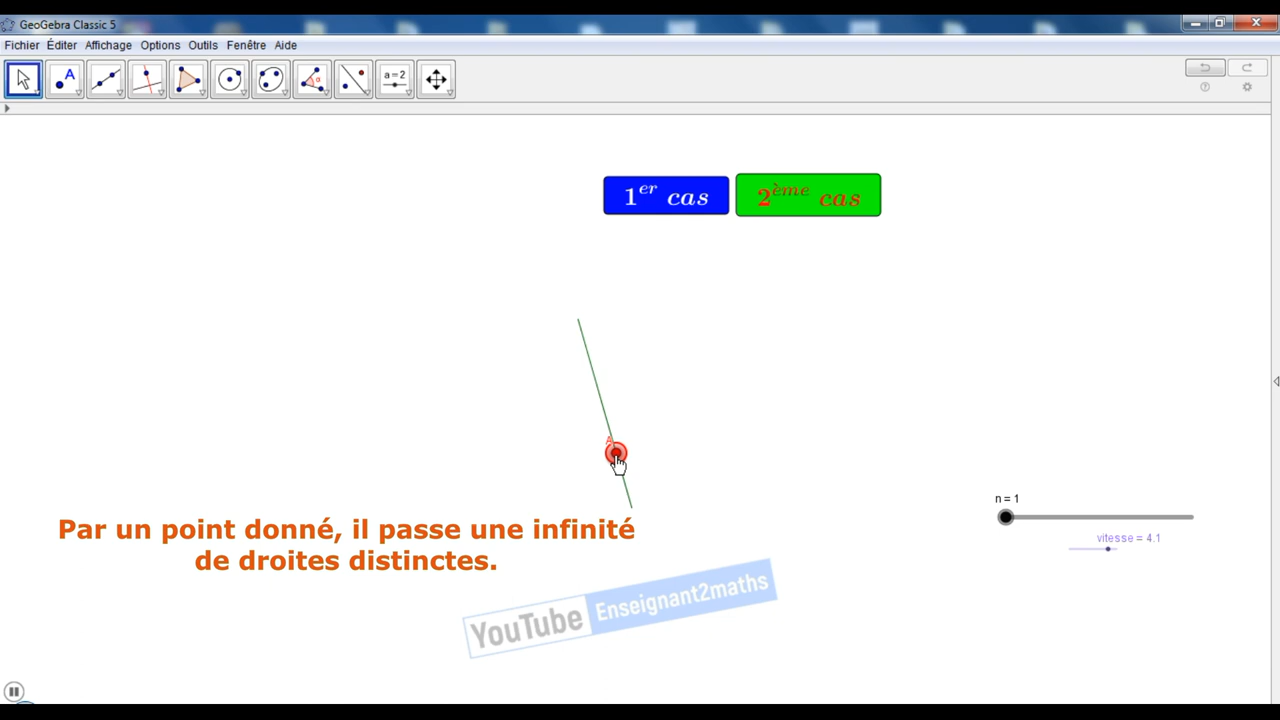 GeoGebra Classic 5
Fichier Éditer Affichage Options Outils Fenêtre Aide
A
a = 2
1er cas
2ème cas
A
n = 1
vitesse = 4.1
Par un point donné, il passe une infinité
de droites distinctes.
YouTube Enseignant2maths